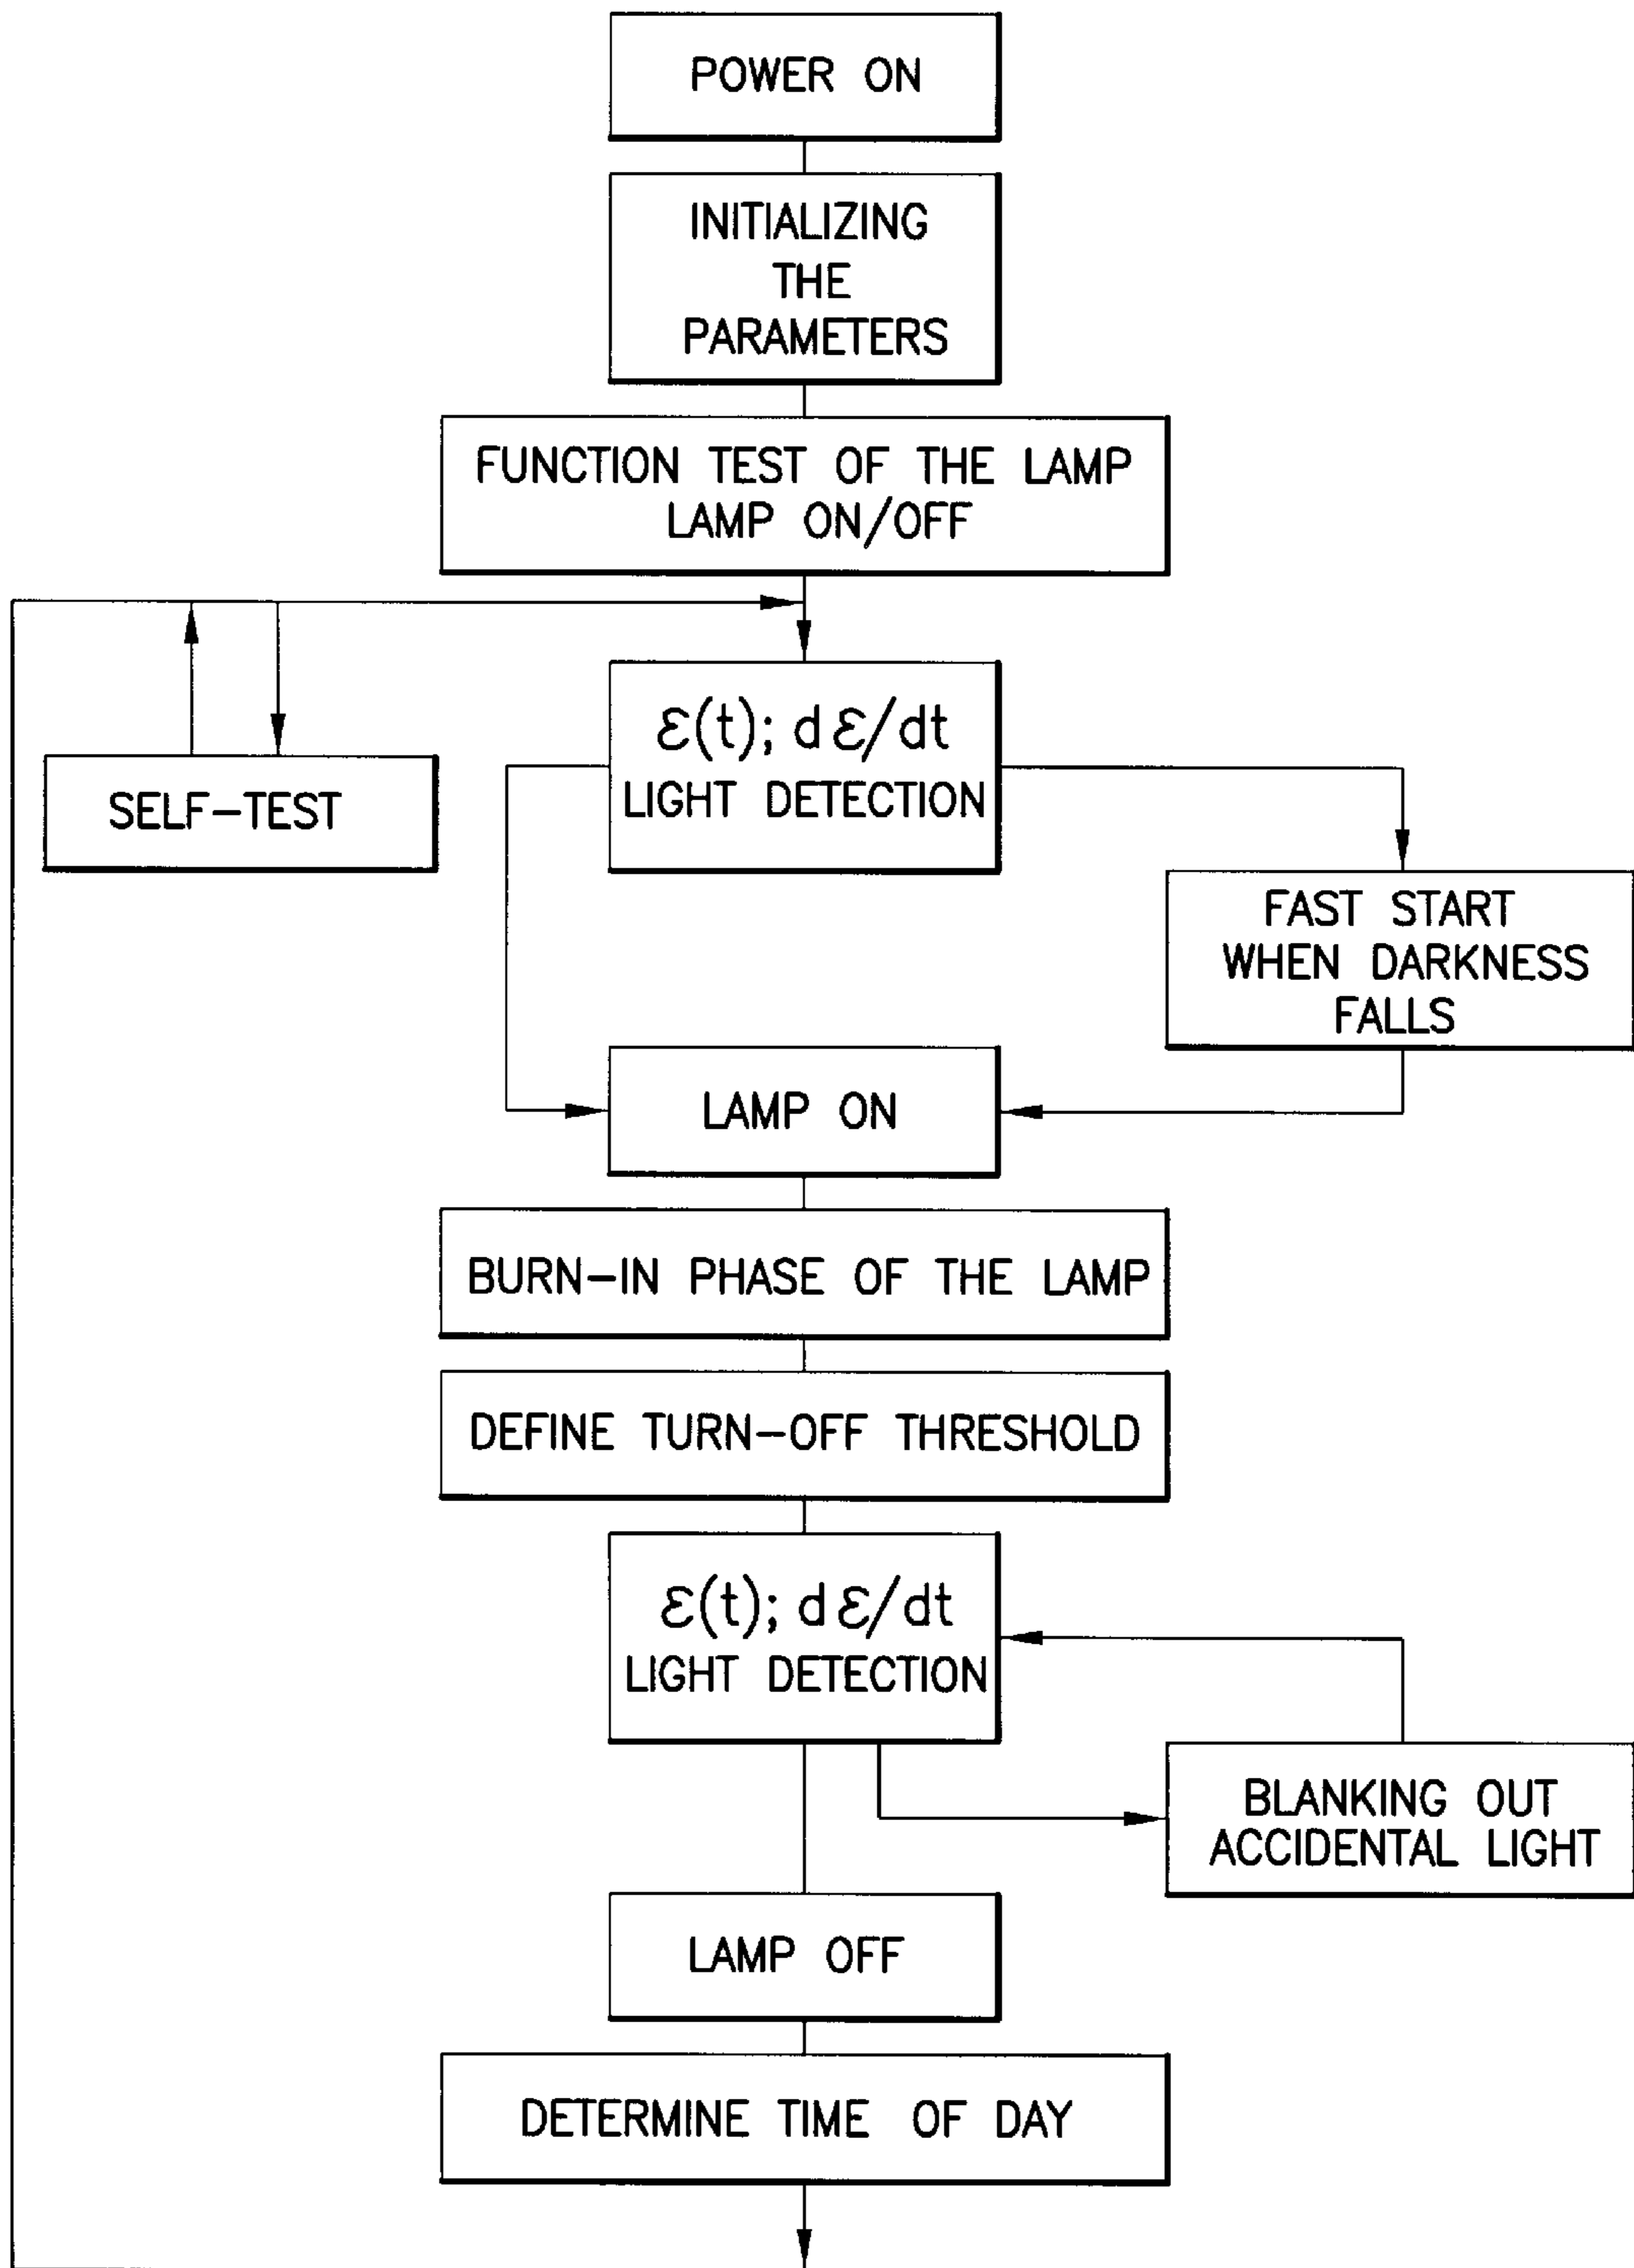 POWER ON
INITIALIZING
THE
PARAMETERS
FUNCTION TEST OF THE LAMP
LAMP ON/OFF
ε(t); dε/dt
LIGHT DETECTION
SELF-TEST
FAST START
WHEN DARKNESS
FALLS
LAMP ON
BURN-IN PHASE OF THE LAMP
DEFINE TURN-OFF THRESHOLD
ε(t); dε/dt
LIGHT DETECTION
BLANKING OUT
ACCIDENTAL LIGHT
LAMP OFF
DETERMINE TIME OF DAY